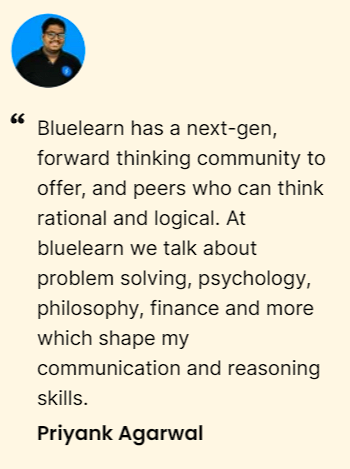 “ Bluelearn has a next-gen,
forward thinking community to
offer, and peers who can think
rational and logical. At
bluelearn we talk about
problem solving, psychology,
philosophy, finance and more
which shape my
communication and reasoning
skills.
Priyank Agarwal